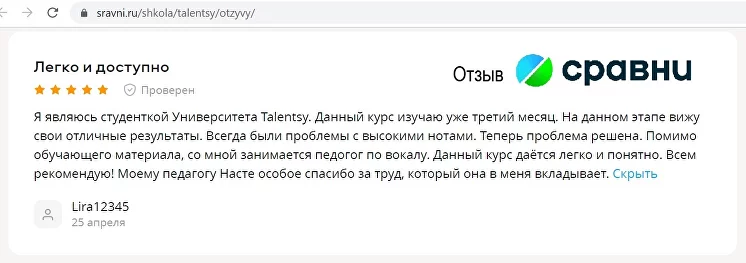 sravni.ru/shkola/talentsy/otzyvy/
Легко и доступно
Отзыв сравни
Проверен
Я являюсь студенткой Университета Talentsy. Данный курс изучаю уже третий месяц. На данном этапе вижу
свои отличные результаты. Всегда были проблемы с высокими нотами. Теперь проблема решена. Помимо
обучающего материала, со мной занимается педогог по вокалу. Данный курс даётся легко и понятно. Всем
рекомендую! Моему педагогу Насте особое спасибо за труд, который она в меня вкладывает. Скрыть
Lira12345
25 апреля